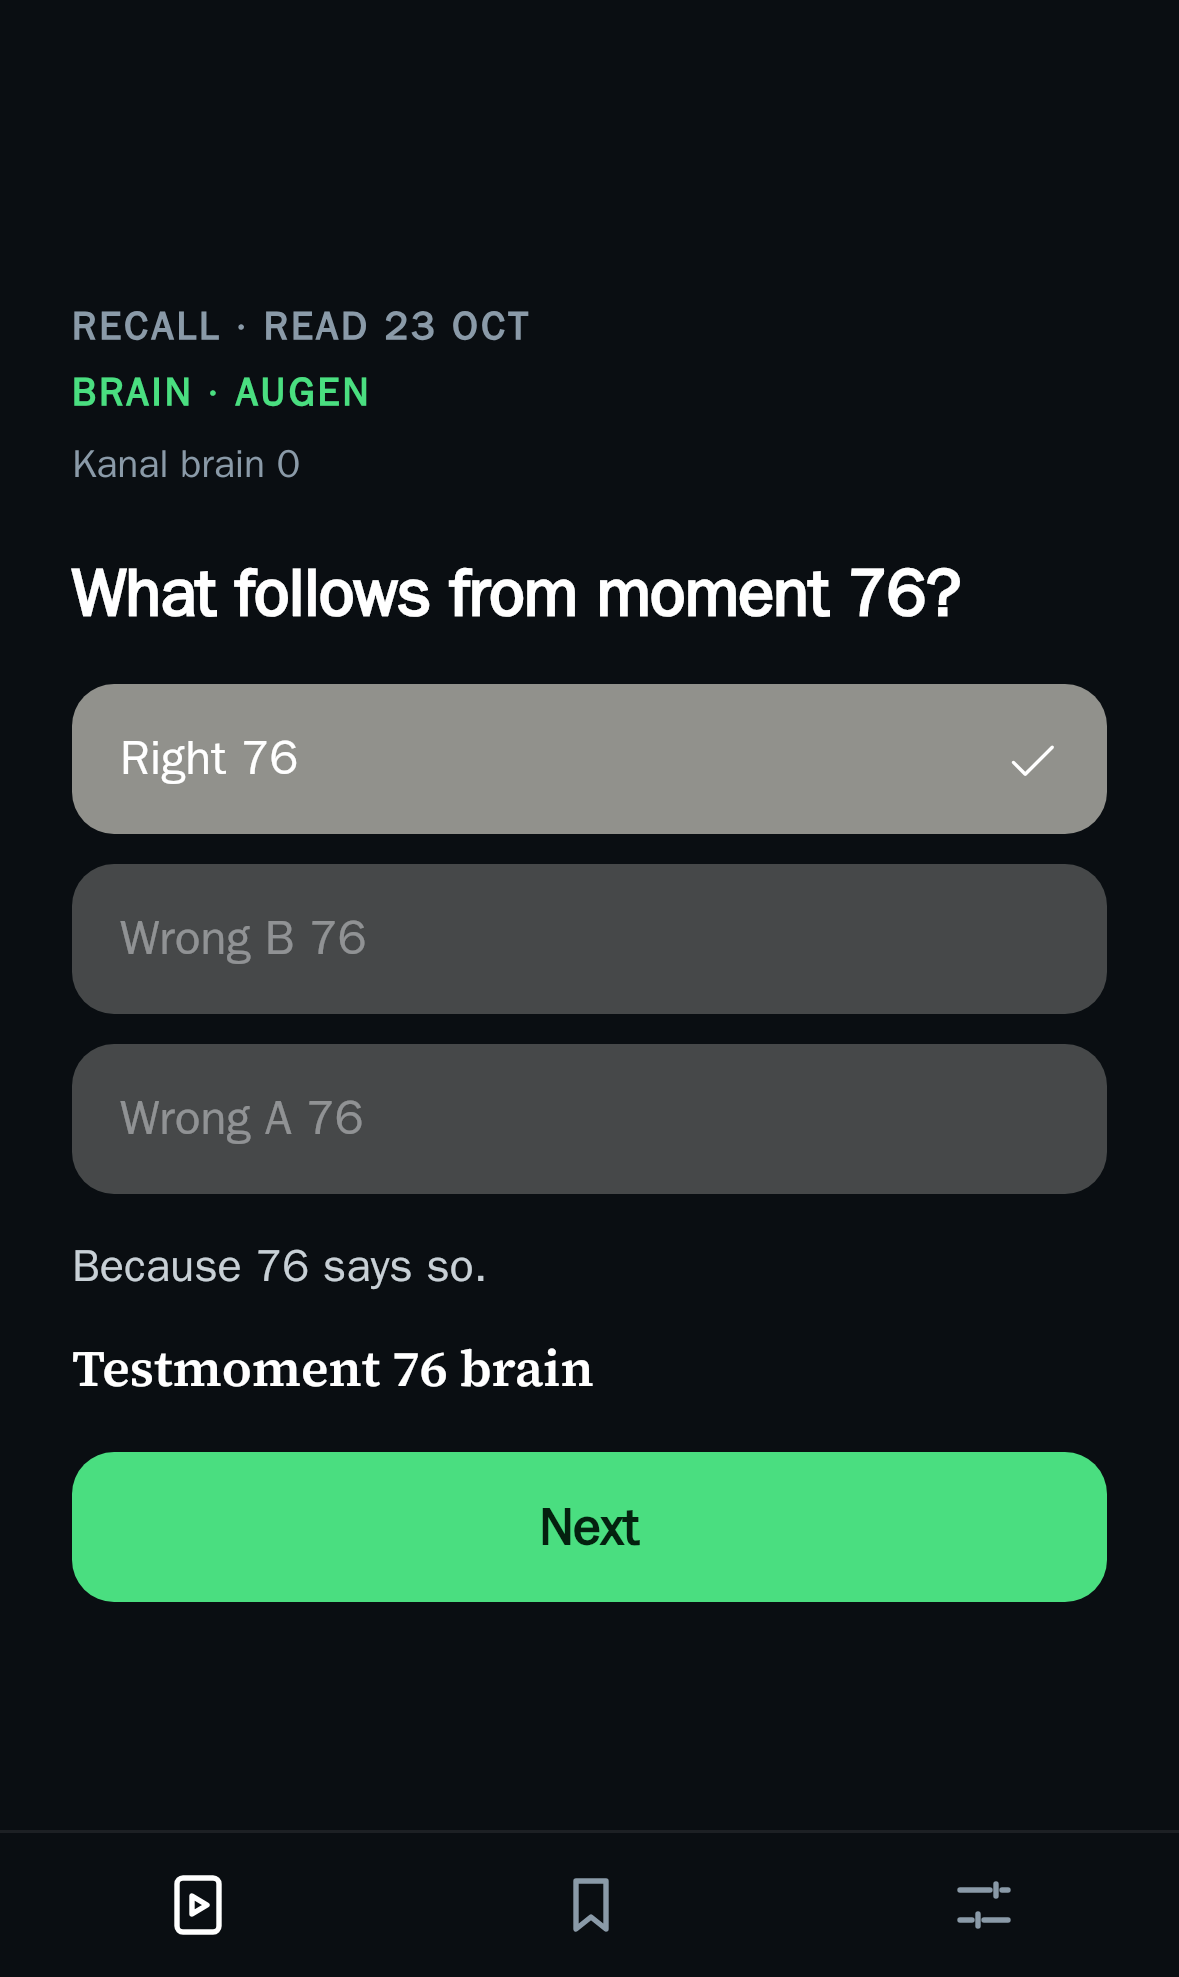 RECALL · READ 23 OCT
BRAIN · AUGEN
Kanal brain 0
What follows from moment 76?
Right 76
Wrong B 76
Wrong A 76
Because 76 says so.
Testmoment 76 brain
Next